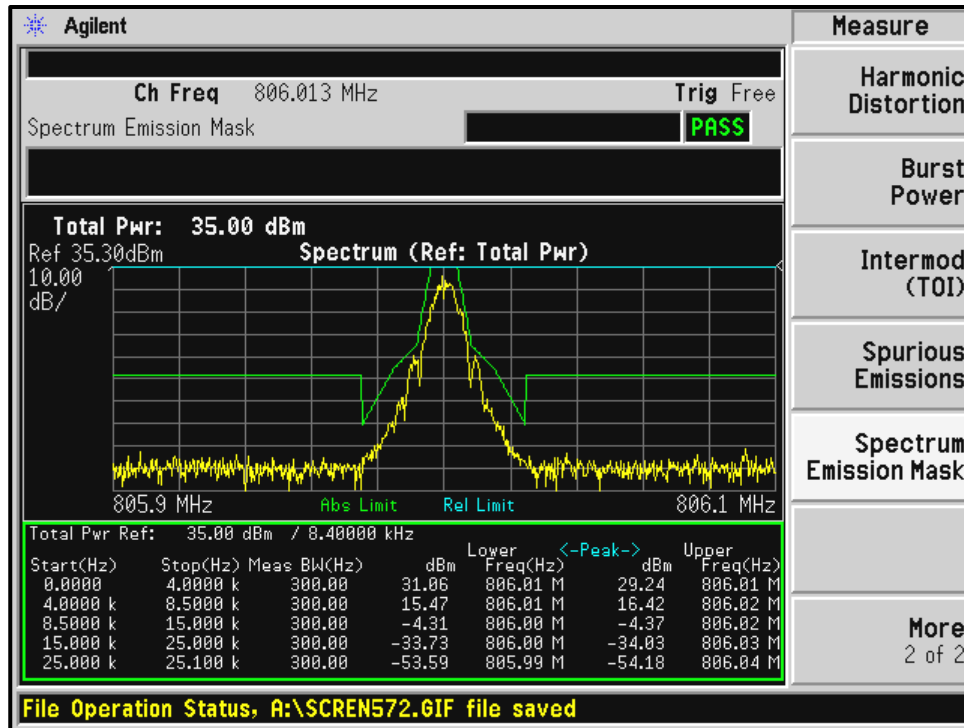 Agilent
Measure
Ch Freq 806.013 MHz Trig Free
Spectrum Emission Mask PASS
Total Pwr: 35.00 dBm
Ref 35.30dBm Spectrum (Ref: Total Pwr)
10.00
dB/
805.9 MHz Abs Limit Rel Limit 806.1 MHz
Total Pwr Ref: 35.00 dBm / 8.40000 kHz
Lower <-Peak-> Upper
Start(Hz) Stop(Hz) Meas BW(Hz) dBm Freq(Hz) dBm Freq(Hz)
0.0000 4.0000 k 300.00 31.06 806.01 M 29.24 806.01 M
4.0000 k 8.5000 k 300.00 15.47 806.01 M 16.42 806.02 M
8.5000 k 15.000 k 300.00 -4.31 806.00 M -4.37 806.02 M
15.000 k 25.000 k 300.00 -33.73 806.00 M -34.03 806.03 M
25.000 k 25.100 k 300.00 -53.59 805.99 M -54.18 806.04 M
File Operation Status, A:\SCREN572.GIF file saved
Harmonic
Distortion
Burst
Power
Intermod
(TOI)
Spurious
Emissions
Spectrum
Emission Mask
More
2 of 2